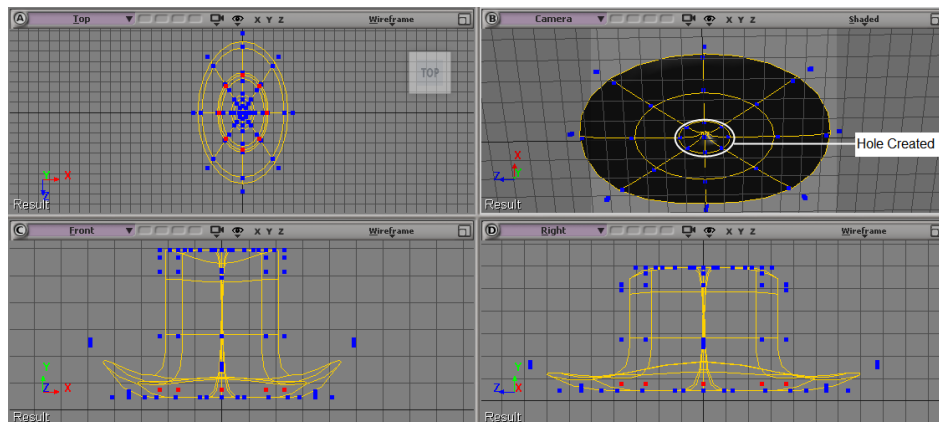 A Top X Y Z Wireframe
TOP
Y X
Z
Result
B Camera X Y Z Shaded
Hole Created
X
Z Y
Result
C Front X Y Z Wireframe
Y
Z X
Result
D Right X Y Z Wireframe
Y
Z X
Result